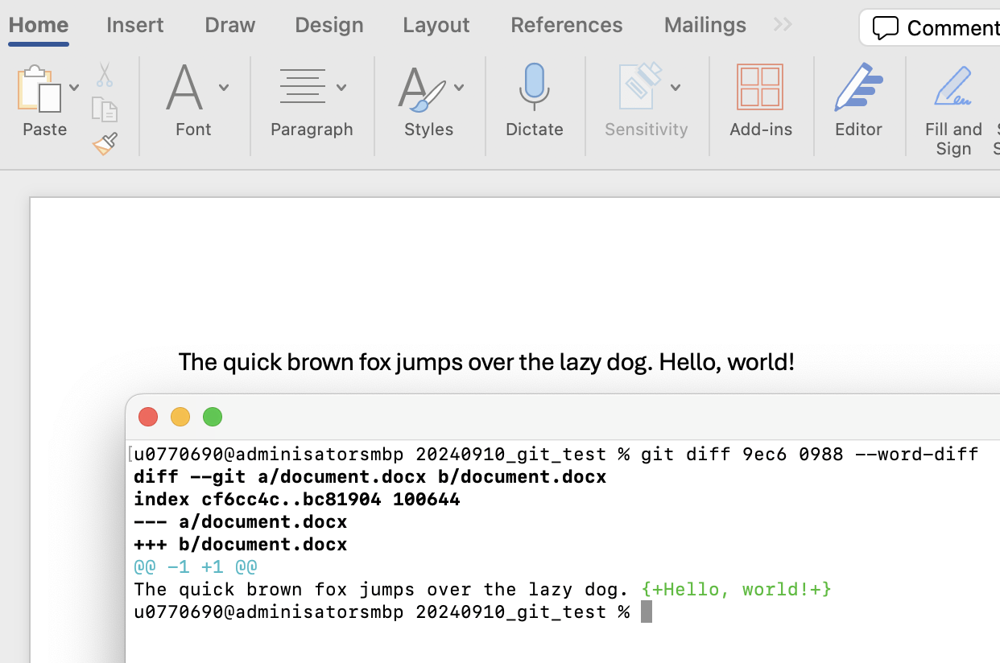 Home Insert Draw Design Layout References Mailings >> Comment
Paste Font Paragraph Styles Dictate Sensitivity Add-ins Editor Fill and
Sign
The quick brown fox jumps over the lazy dog. Hello, world!
[u0770690@adminisatorsmbp 20240910_git_test % git diff 9ec6 0988 --word-diff
diff --git a/document.docx b/document.docx
index cf6cc4c..bc81904 100644
--- a/document.docx
+++ b/document.docx
@@ -1 +1 @@
The quick brown fox jumps over the lazy dog. {+Hello, world!+}
u0770690@adminisatorsmbp 20240910_git_test %